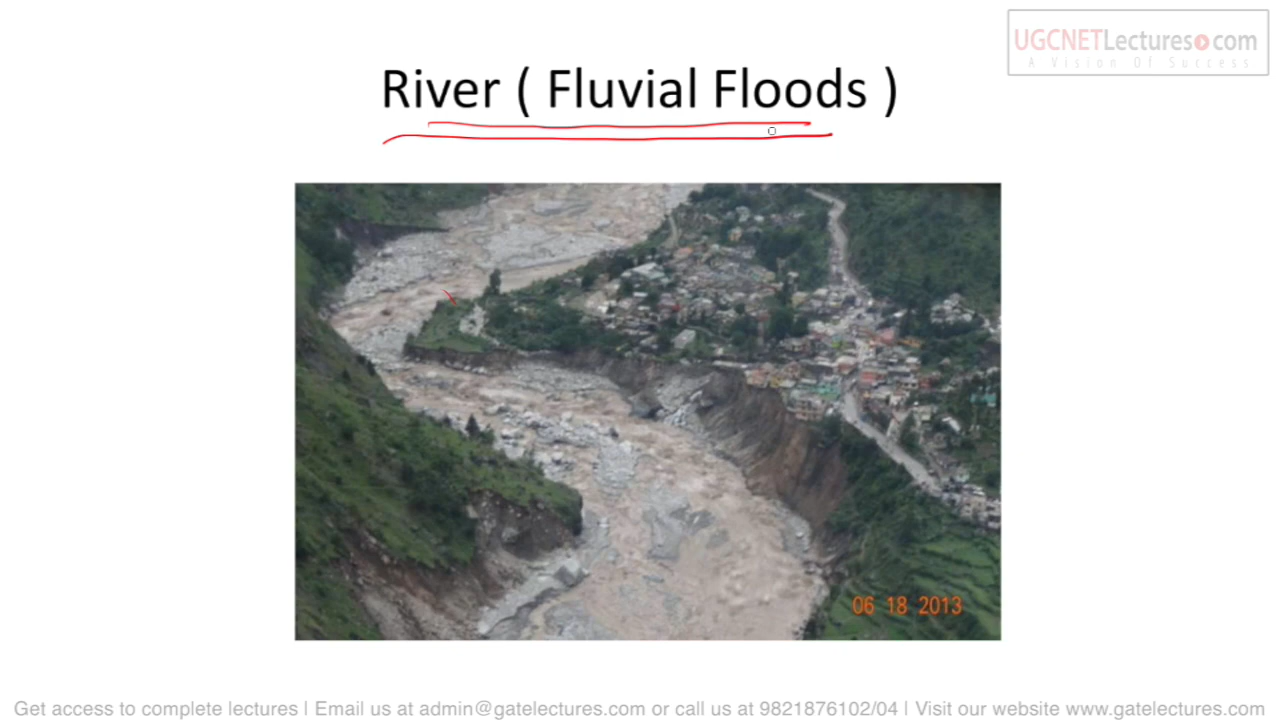 UGCNETLectures.com
A Vision Of Success
River ( Fluvial Floods )
06 18 2013
Get access to complete lectures | Email us at admin@gatelectures.com or call us at 9821876102/04 | Visit our website www.gatelectures.com